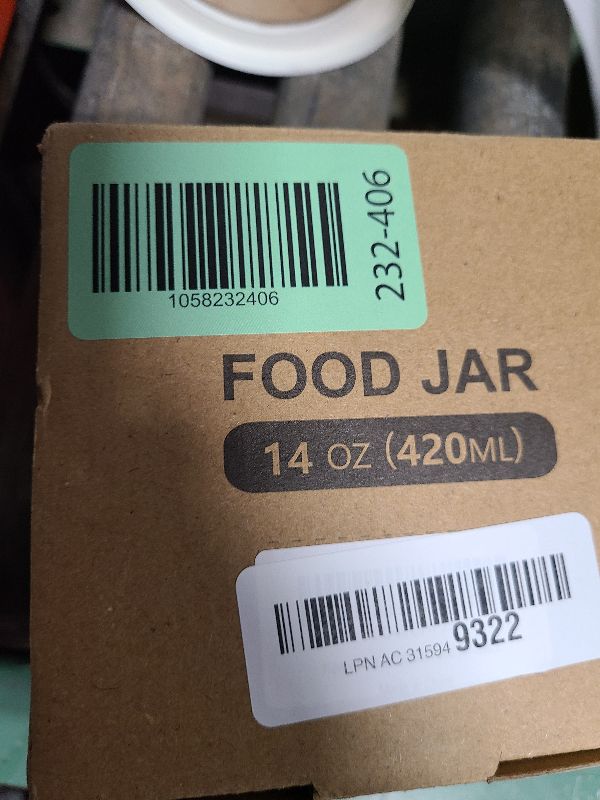 1058232406
232-406
FOOD JAR
14 OZ (420ML)
LPN AC 31594 9322